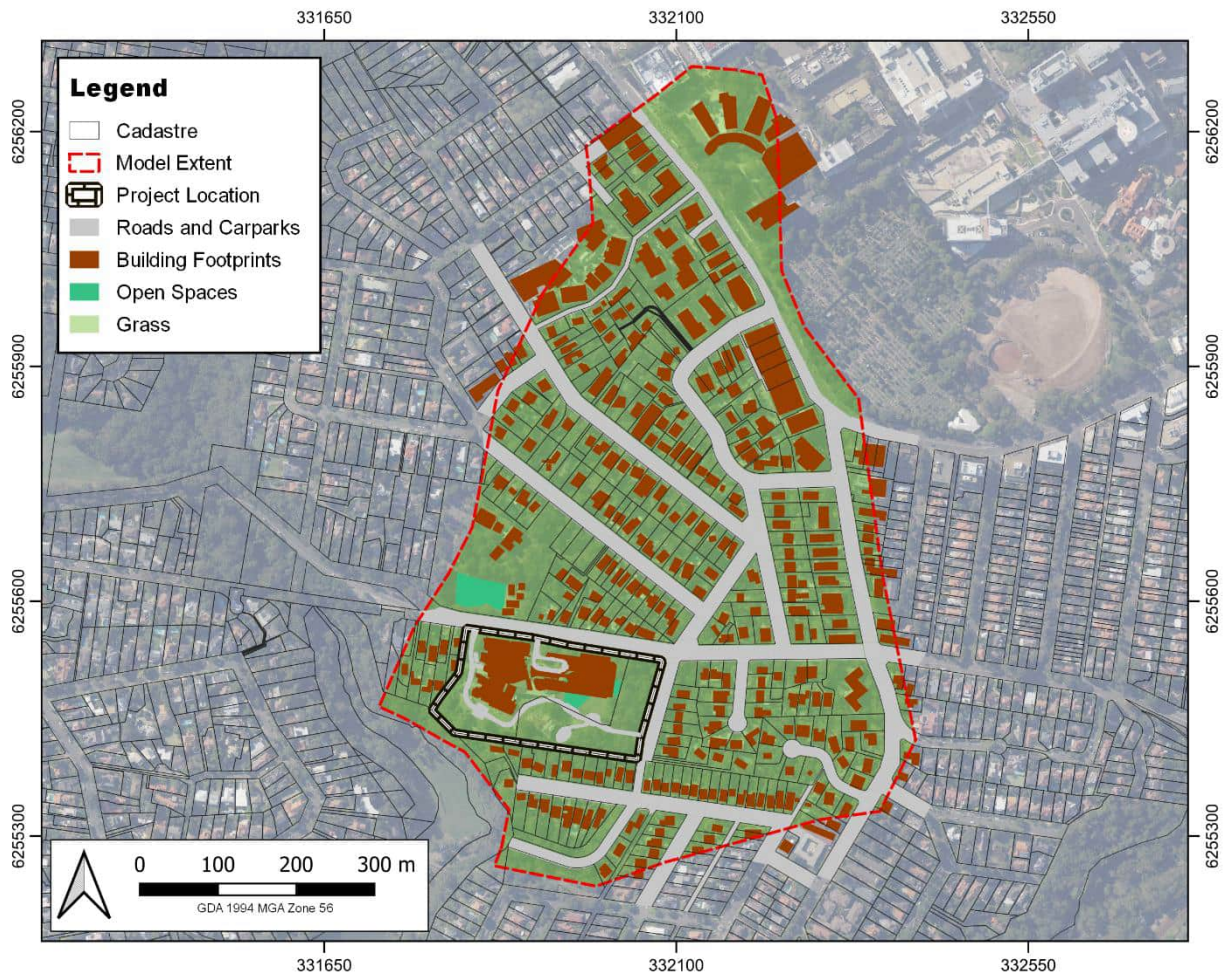 331650 332100 332550
Legend
Cadastre
Model Extent
Project Location
Roads and Carparks
Building Footprints
Open Spaces
Grass
6256200 6256200
6255900 6255900
6255600 6255600
6255300 6255300
0 100 200 300 m
GDA 1994 MGA Zone 56
331650 332100 332550